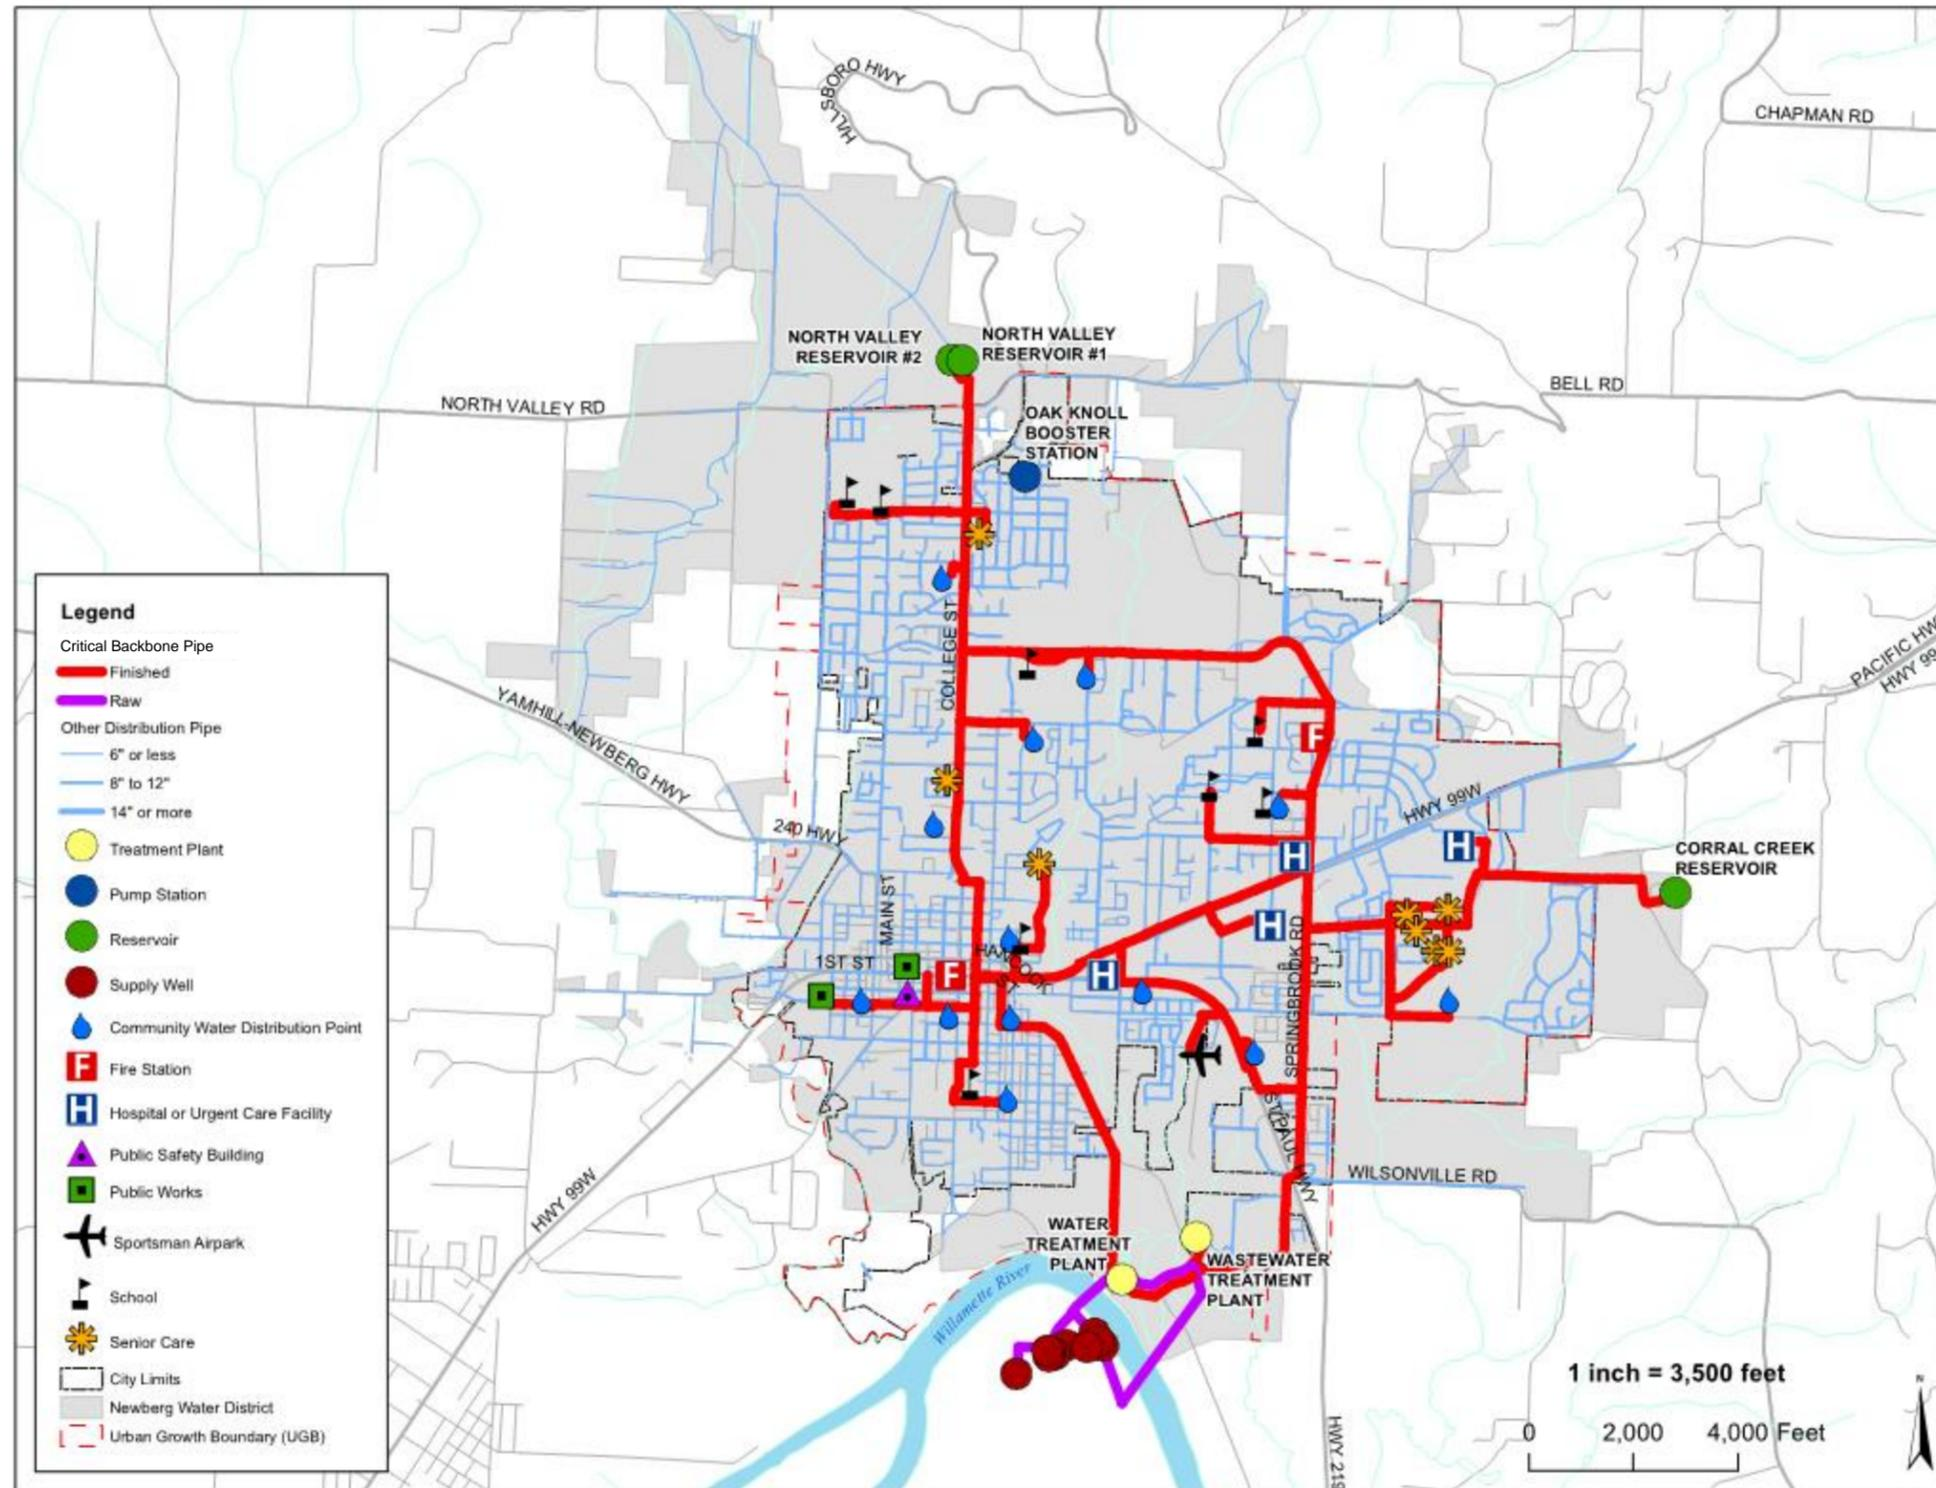 HILLSBORO HWY
CHAPMAN RD
NORTH VALLEY
RESERVOIR #2
NORTH VALLEY
RESERVOIR #1
BELL RD
NORTH VALLEY RD
OAK KNOLL
BOOSTER
STATION
COLLEGE ST
PACIFIC HW
HWY 99
YAMHILL-NEWBERG HWY
240 HWY
HWY 99W
CORRAL CREEK
RESERVOIR
MAIN ST
1ST ST
HANCOCK
ST
SPRINGBROOK RD
ST PAUL HWY
WILSONVILLE RD
HWY 99W
WATER
TREATMENT
PLANT
WASTEWATER
TREATMENT
PLANT
Willamette River
HWY 219
Legend
Critical Backbone Pipe
Finished
Raw
Other Distribution Pipe
6" or less
8" to 12"
14" or more
Treatment Plant
Pump Station
Reservoir
Supply Well
Community Water Distribution Point
F Fire Station
H Hospital or Urgent Care Facility
Public Safety Building
Public Works
Sportsman Airpark
School
Senior Care
City Limits
Newberg Water District
Urban Growth Boundary (UGB)
F
H
H
H
F
H
1 inch = 3,500 feet
0 2,000 4,000 Feet
N